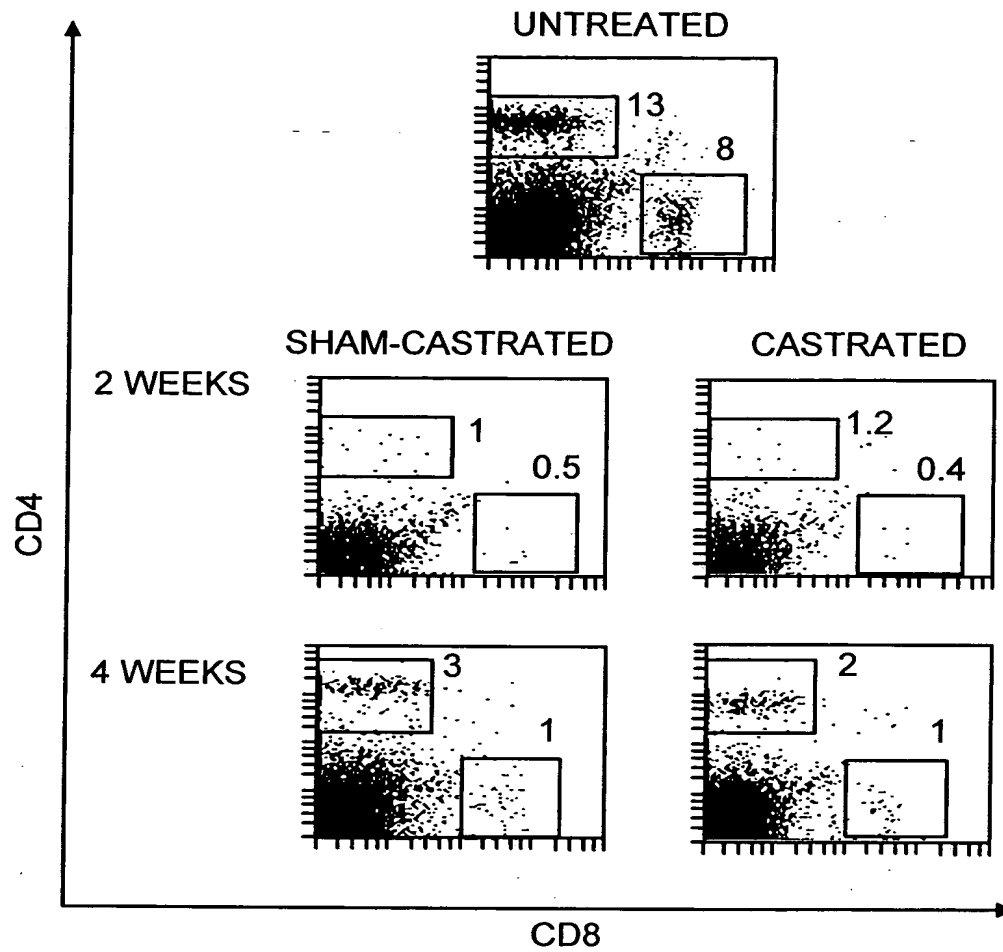 UNTREATED
13
8
SHAM-CASTRATED CASTRATED
2 WEEKS
1
0.5
1.2
0.4
4 WEEKS
3
1
2
1
CD4
CD8